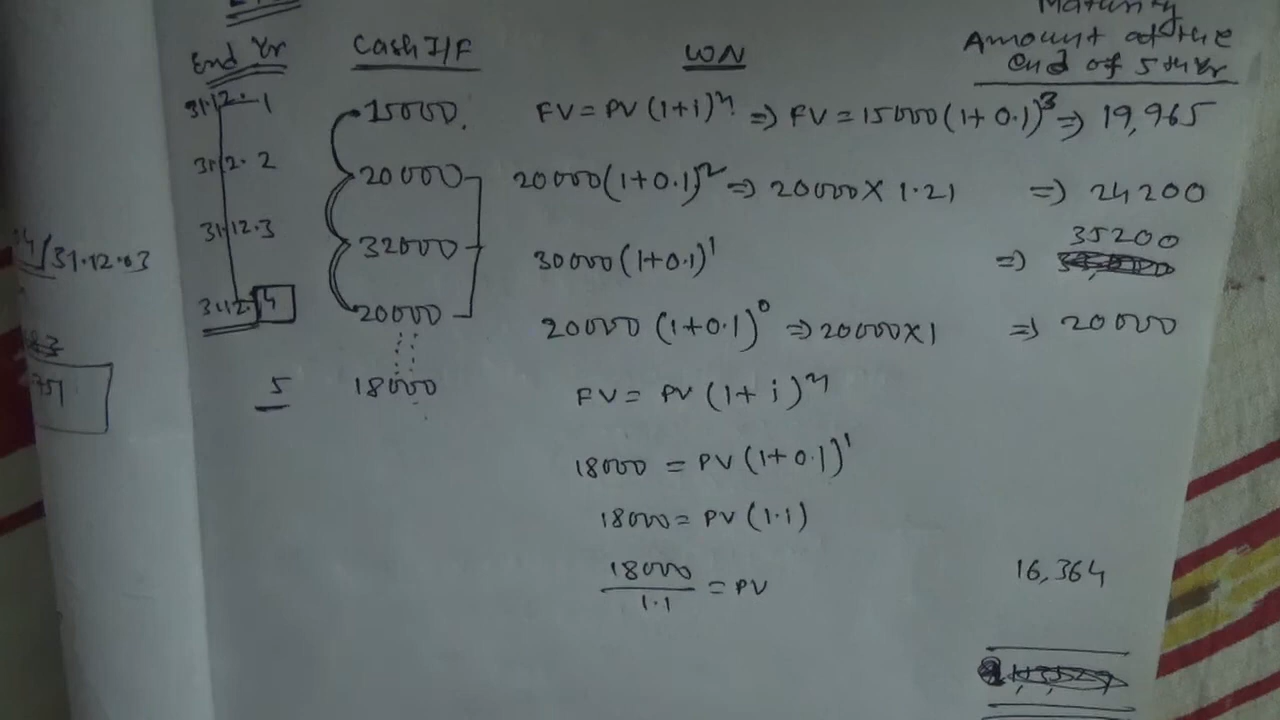 Maturity
Amount at the
end of 5th Yr
End Yr Cash I/F WN
31.12.1 15000. FV = PV (1+i)^n => FV = 15000 (1+0.1)^3 => 19,965
31.12.2 20000 20000 (1+0.1)^2 => 20000 X 1.21 => 24200
31.12.3 32000 30000 (1+0.1)^1 => 35200
31.12.03
31.12.4 20000 20000 (1+0.1)^0 => 20000 X 1 => 20000
5 18000 FV = PV (1+i)^n
18000 = PV (1+0.1)^1
18000 = PV (1.1)
18000/1.1 = PV 16,364